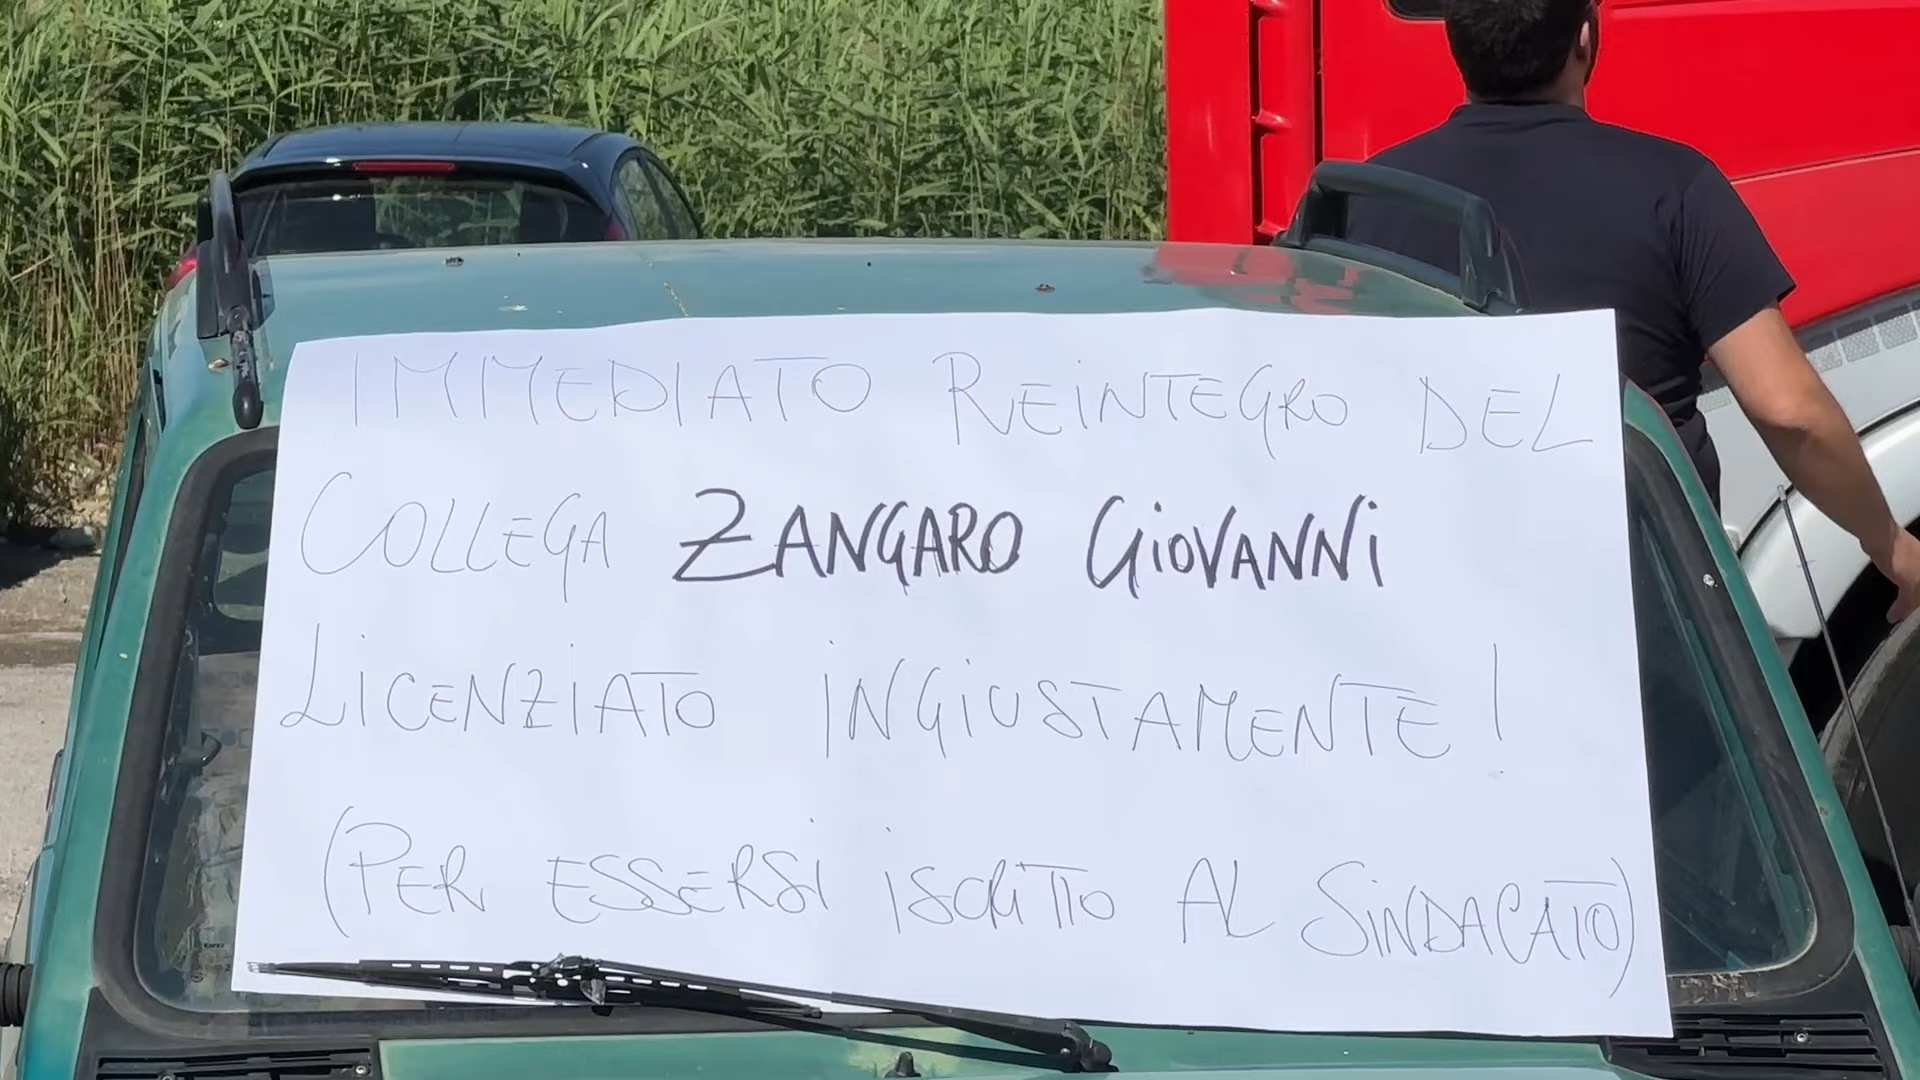 IMMEDIATO REINTEGRO DEL
COLLEGA ZANGARO GIOVANNI
LICENZIATO INGIUSTAMENTE!
(PER ESSERSI ISCRITTO AL SINDACATO)